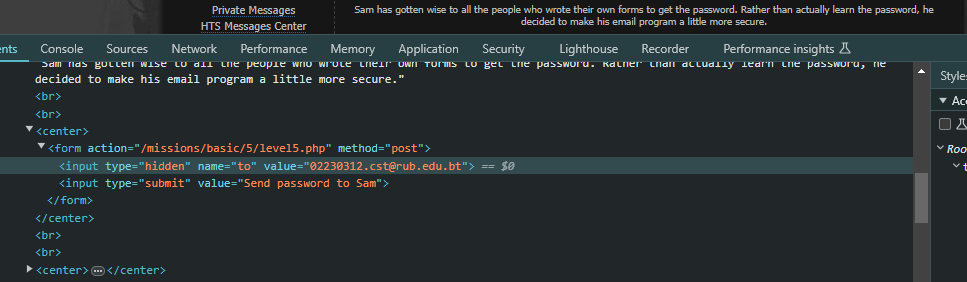 Private Messages
HTS Messages Center
Sam has gotten wise to all the people who wrote their own forms to get the password. Rather than actually learn the password, he
decided to make his email program a little more secure.
ents Console Sources Network Performance Memory Application Security Lighthouse Recorder Performance insights
"Sam has gotten wise to all the people who wrote their own forms to get the password. Rather than actually learn the password, he
decided to make his email program a little more secure."
<br>
<br>
<center>
<form action="/missions/basic/5/level5.php" method="post">
<input type="hidden" name="to" value="02230312.cst@rub.edu.bt"> == $0
<input type="submit" value="Send password to Sam">
</form>
</center>
<br>
<br>
<center>…</center>
Styles
Acc
Roo
t